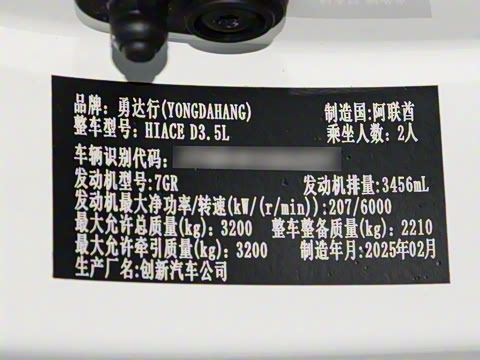 品牌：勇达行(YONGDAHANG) 制造国:阿联酋
整车型号：HIACE D3.5L 乘坐人数：2人
车辆识别代码：
发动机型号:7GR 发动机排量:3456mL
发动机最大净功率/转速(kW/(r/min)):207/6000
最大允许总质量(kg)：3200 整车整备质量(kg)：2210
最大允许牵引质量(kg)：3200 制造年月:2025年02月
生产厂名:创新汽车公司